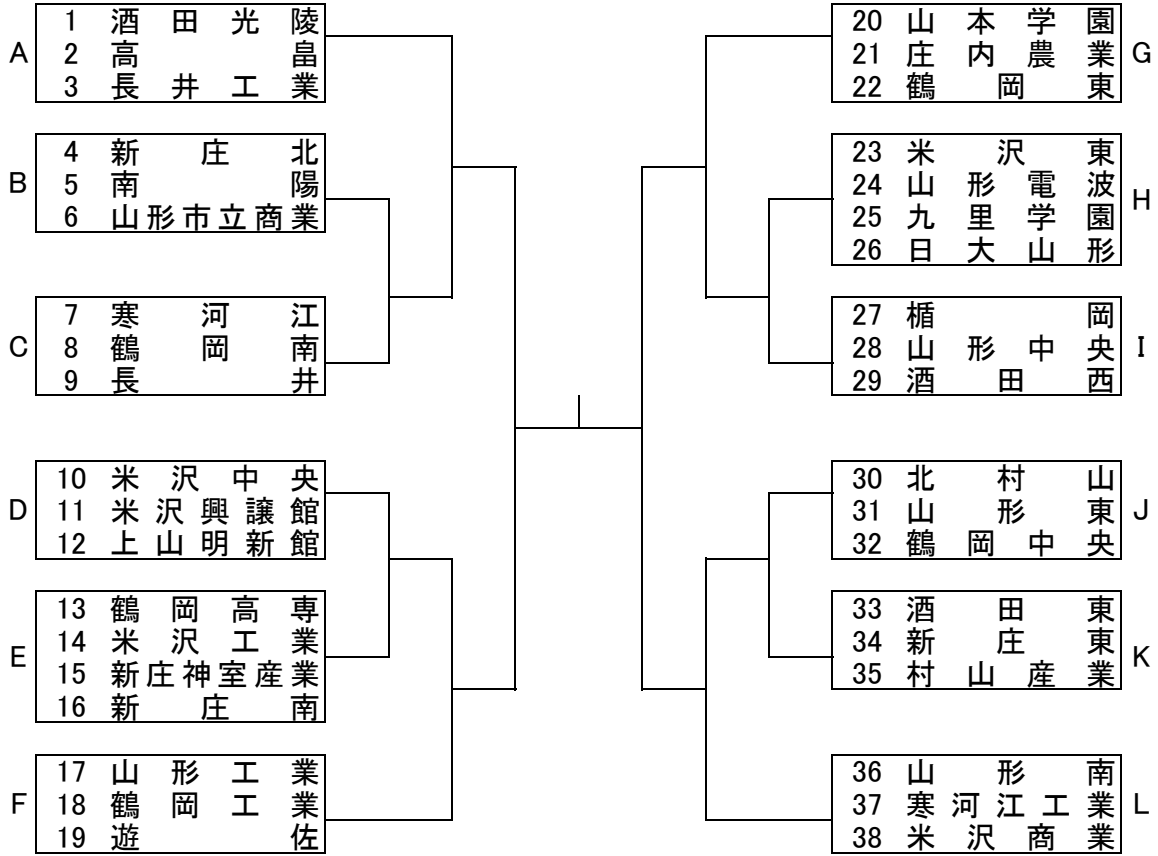 A
1 酒田光陵
2 高畠
3 長井工業
B
4 新庄北
5 南陽
6 山形市立商業
C
7 寒河江
8 鶴岡南
9 長井
D
10 米沢中央
11 米沢興譲館
12 上山明新館
E
13 鶴岡高専
14 米沢工業
15 新庄神室産業
16 新庄南
F
17 山形工業
18 鶴岡工業
19 遊佐
20 山本学園
21 庄内農業
22 鶴岡東
G
23 米沢東
24 山形電波
25 九里学園
26 日大山形
H
27 楯岡
28 山形中央
29 酒田西
I
30 北村山
31 山形東
32 鶴岡中央
J
33 酒田東
34 新庄東
35 村山産業
K
36 山形南
37 寒河江工業
38 米沢商業
L